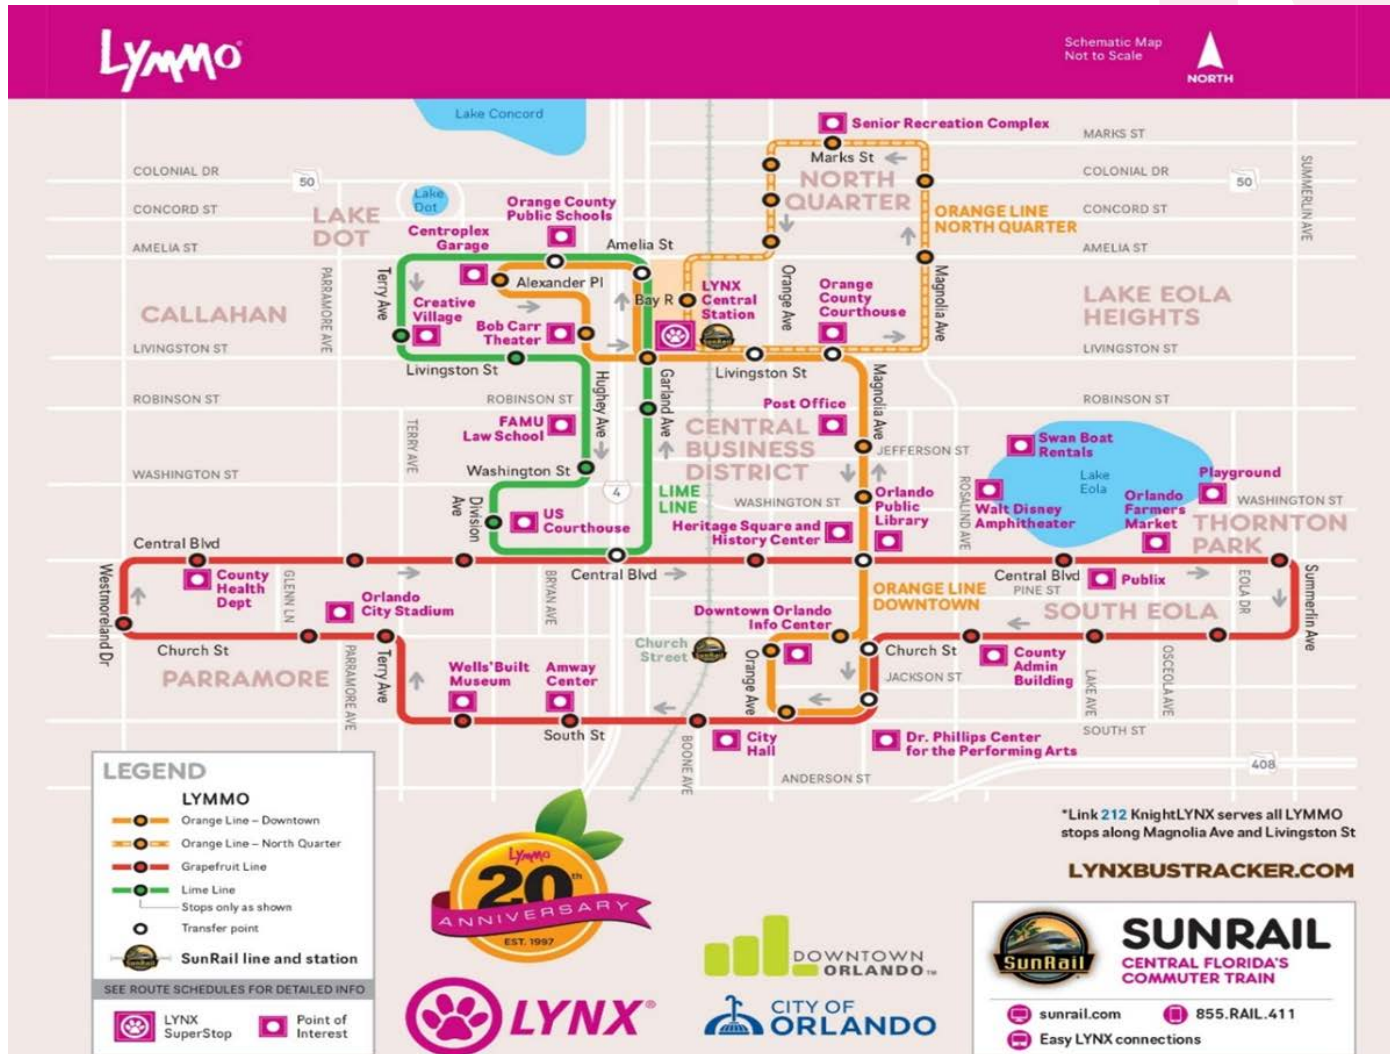 LYMMO
Schematic Map
Not to Scale
NORTH
Lake Concord
Senior Recreation Complex
MARKS ST
Marks St
COLONIAL DR
50
COLONIAL DR
50
SUMMERLIN AVE
NORTH
QUARTER
Lake
Dot
LAKE
DOT
CONCORD ST
Orange County
Public Schools
ORANGE LINE
NORTH QUARTER
CONCORD ST
Centroplex
Garage
AMELIA ST
Amelia St
AMELIA ST
Terry Ave
PARRAMORE AVE
Alexander Pl
Bay R
LYNX
Central
Station
SunRail
Orange Ave
Orange
County
Courthouse
Magnolia Ave
LAKE EOLA
HEIGHTS
CALLAHAN
Creative
Village
Bob Carr
Theater
LIVINGSTON ST
Livingston St
Livingston St
LIVINGSTON ST
Hughey Ave
Garland Ave
Magnolia Ave
ROBINSON ST
ROBINSON ST
ROBINSON ST
TERRY AVE
FAMU
Law School
Post Office
CENTRAL
BUSINESS
DISTRICT
JEFFERSON ST
Swan Boat
Rentals
Lake
Eola
Playground
WASHINGTON ST
Washington St
4
LIME
LINE
WASHINGTON ST
Orlando
Public
Library
ROSALIND AVE
Walt Disney
Amphitheater
Orlando
Farmers
Market
WASHINGTON ST
THORNTON
PARK
Division
Ave
US
Courthouse
Heritage Square and
History Center
Central Blvd
Central Blvd
Central Blvd
PINE ST
Publix
Westmoreland Dr
County
Health
Dept
GLENN LN
Orlando
City Stadium
BRYAN AVE
ORANGE LINE
DOWNTOWN
SOUTH EOLA
EOLA DR
Summerlin Ave
Downtown Orlando
Info Center
Church
Street
SunRail
Church St
PARRAMORE
PARRAMORE AVE
Terry Ave
Wells'Built
Museum
Amway
Center
Orange Ave
Church St
JACKSON ST
County
Admin
Building
LAKE AVE
OSCEOLA AVE
South St
BOONE AVE
City
Hall
Dr. Phillips Center
for the Performing Arts
SOUTH ST
408
ANDERSON ST
LEGEND
LYMMO
Orange Line – Downtown
Orange Line – North Quarter
Grapefruit Line
Lime Line
Stops only as shown
Transfer point
SunRail line and station
SEE ROUTE SCHEDULES FOR DETAILED INFO
LYNX
SuperStop
Point of
Interest
Lymmo
20th
ANNIVERSARY
EST. 1997
LYNX®
DOWNTOWN
ORLANDO™
CITY OF
ORLANDO
*Link 212 KnightLYNX serves all LYMMO
stops along Magnolia Ave and Livingston St
LYNXBUSTRACKER.COM
SunRail
SUNRAIL
CENTRAL FLORIDA'S
COMMUTER TRAIN
sunrail.com
855.RAIL.411
Easy LYNX connections